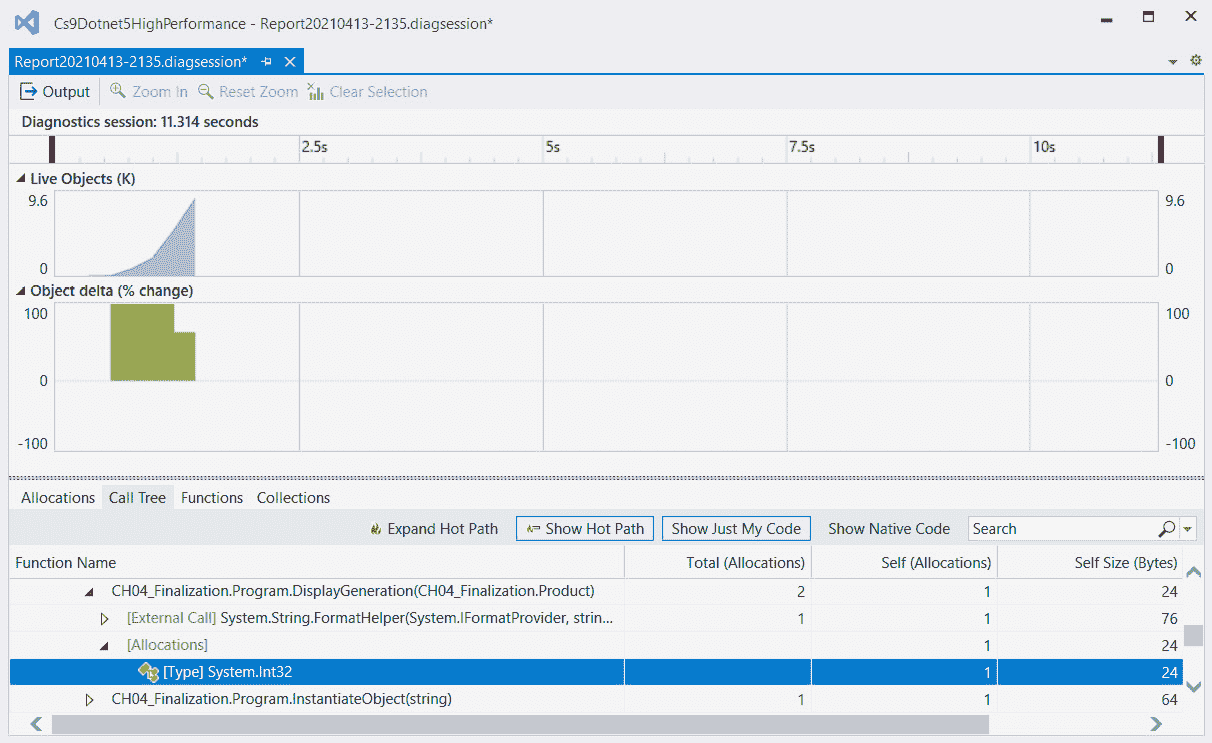 Cs9Dotnet5HighPerformance - Report20210413-2135.diagsession*
Report20210413-2135.diagsession*
Output Zoom In Reset Zoom Clear Selection
Diagnostics session: 11.314 seconds
2.5s 5s 7.5s 10s
Live Objects (K)
9.6 9.6
0 0
Object delta (% change)
100 100
0 0
-100 -100
Allocations Call Tree Functions Collections
Expand Hot Path Show Hot Path Show Just My Code Show Native Code Search
Function Name Total (Allocations) Self (Allocations) Self Size (Bytes)
CH04_Finalization.Program.DisplayGeneration(CH04_Finalization.Product) 2 1 24
[External Call] System.String.FormatHelper(System.IFormatProvider, strin... 1 1 76
[Allocations] 1 24
[Type] System.Int32 1 24
CH04_Finalization.Program.InstantiateObject(string) 1 1 64